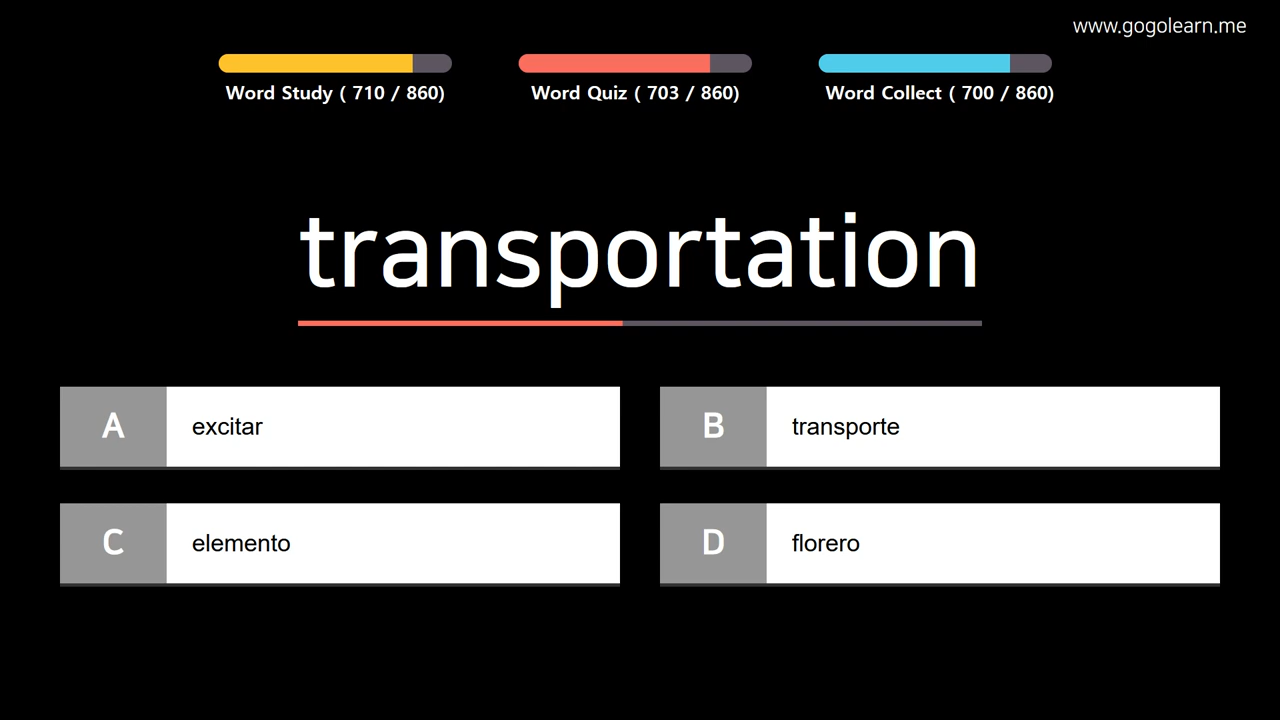 www.gogolearn.me
Word Study ( 710 / 860)
Word Quiz ( 703 / 860)
Word Collect ( 700 / 860)
transportation
A excitar
B transporte
C elemento
D florero